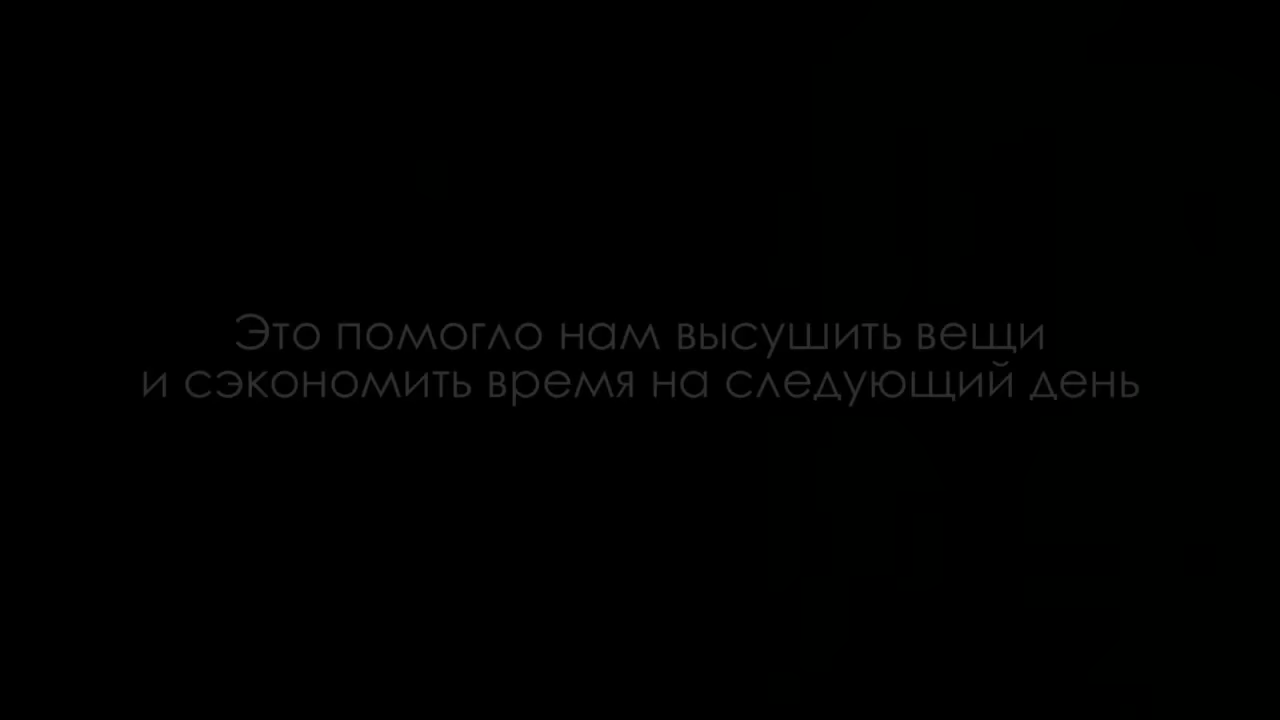 Это помогло нам высушить вещи
и сэкономить время на следующий день